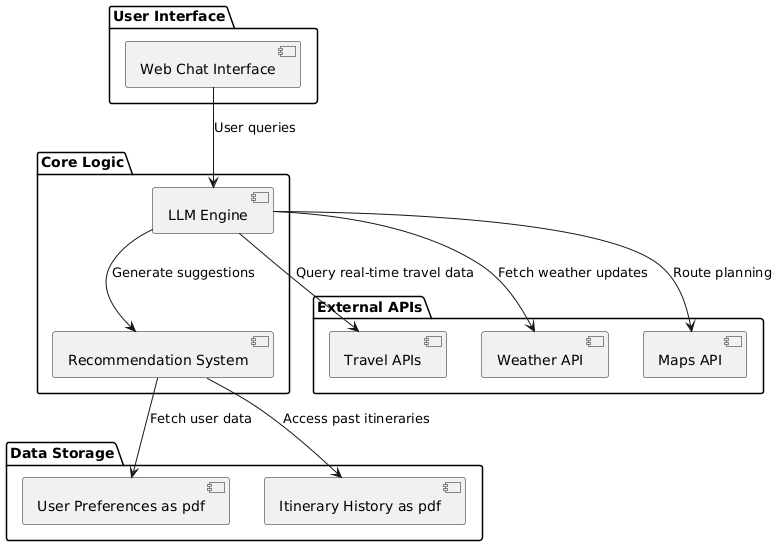 User Interface
Web Chat Interface
User queries
Core Logic
LLM Engine
Generate suggestions
Query real-time travel data
Fetch weather updates
Route planning
External APIs
Recommendation System
Travel APIs
Weather API
Maps API
Fetch user data
Access past itineraries
Data Storage
User Preferences as pdf
Itinerary History as pdf